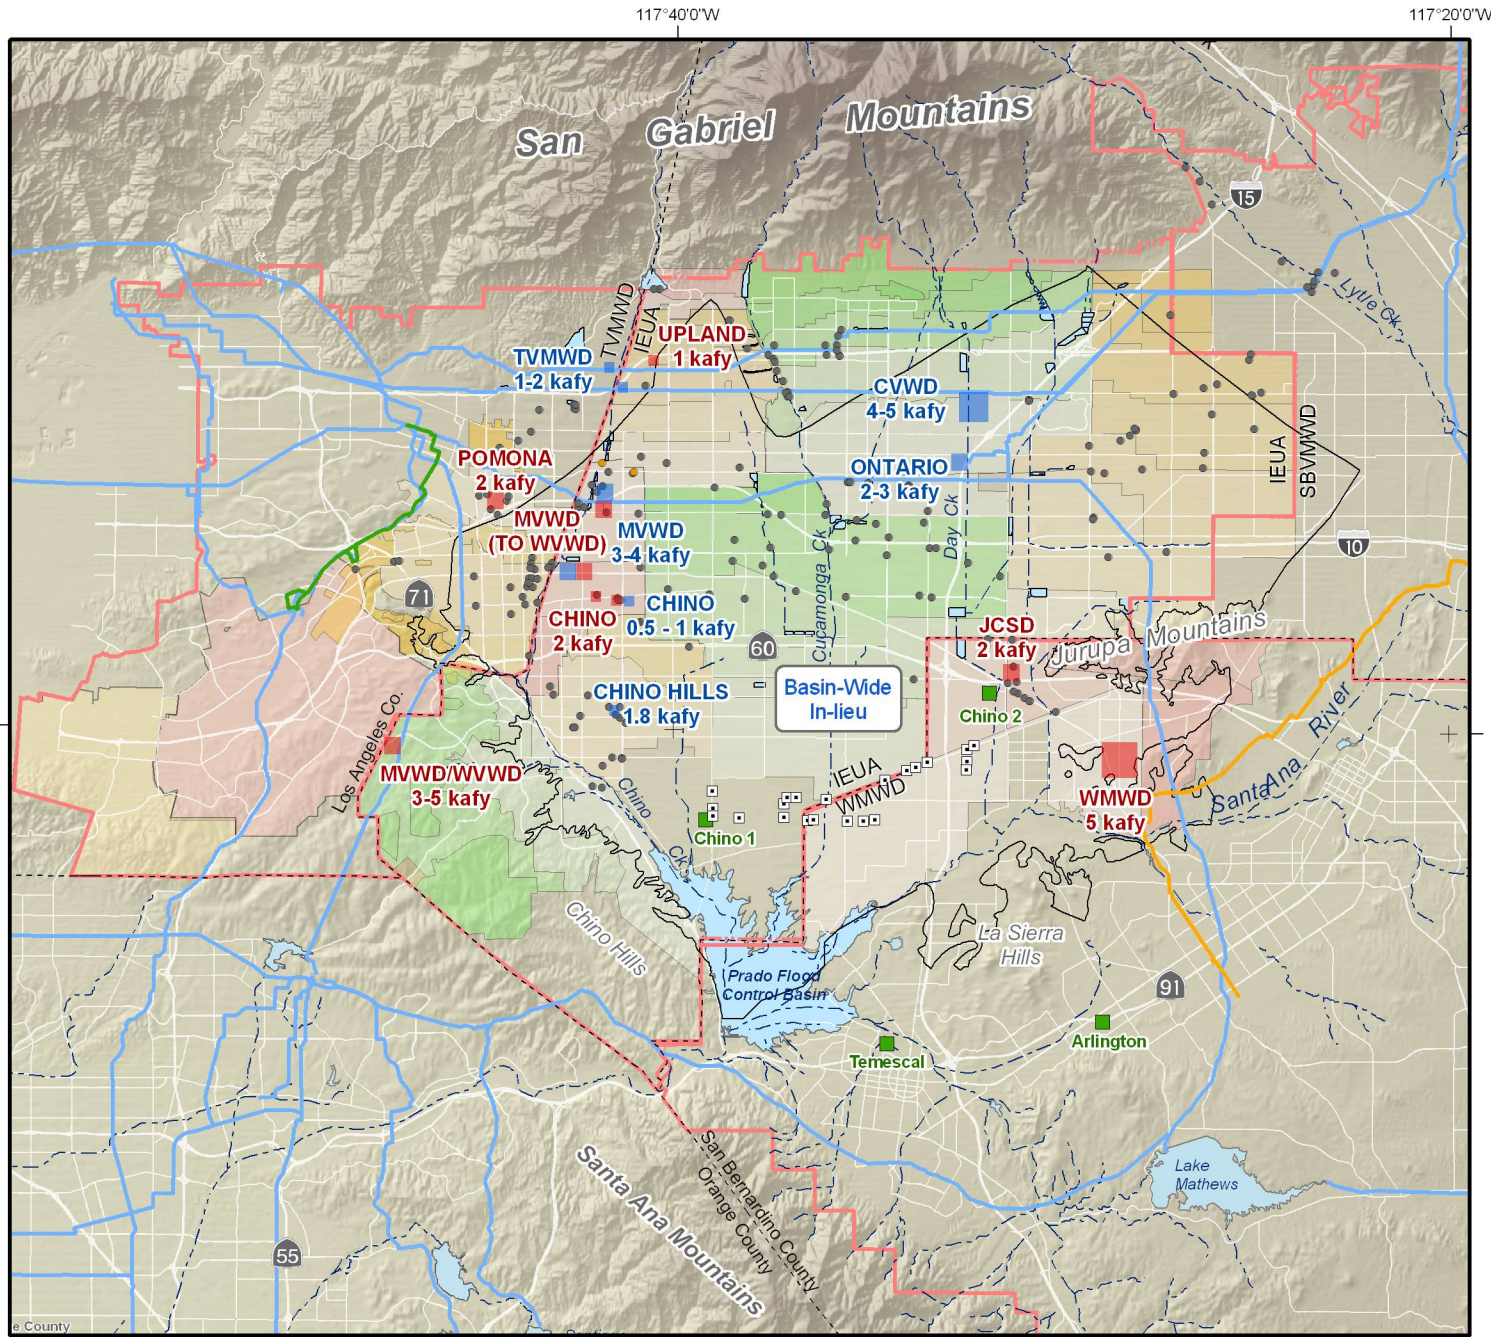 117°40'0"W
117°20'0"W
San Gabriel Mountains
15
Lytle Ck
TVMWD
IEUA
UPLAND
1 kafy
TVMWD
1-2 kafy
CVWD
4-5 kafy
IEUA
SBVMWD
POMONA
2 kafy
ONTARIO
2-3 kafy
MVWD
(TO WVWD)
MVWD
3-4 kafy
Day Ck
Cucamonga Ck
10
71
CHINO
2 kafy
CHINO
0.5 - 1 kafy
60
JCSD
2 kafy
Jurupa Mountains
Basin-Wide
In-lieu
CHINO HILLS
1.8 kafy
Chino 2
Los Angeles Co.
Santa Ana River
MVWD/WVWD
3-5 kafy
Chino Ck
IEUA
WMWD
WMWD
5 kafy
Chino 1
Chino Hills
La Sierra
Hills
Prado Flood
Control Basin
91
Arlington
Temescal
Santa Ana Mountains
San Bernardino County
Orange County
Lake
Mathews
55
e County